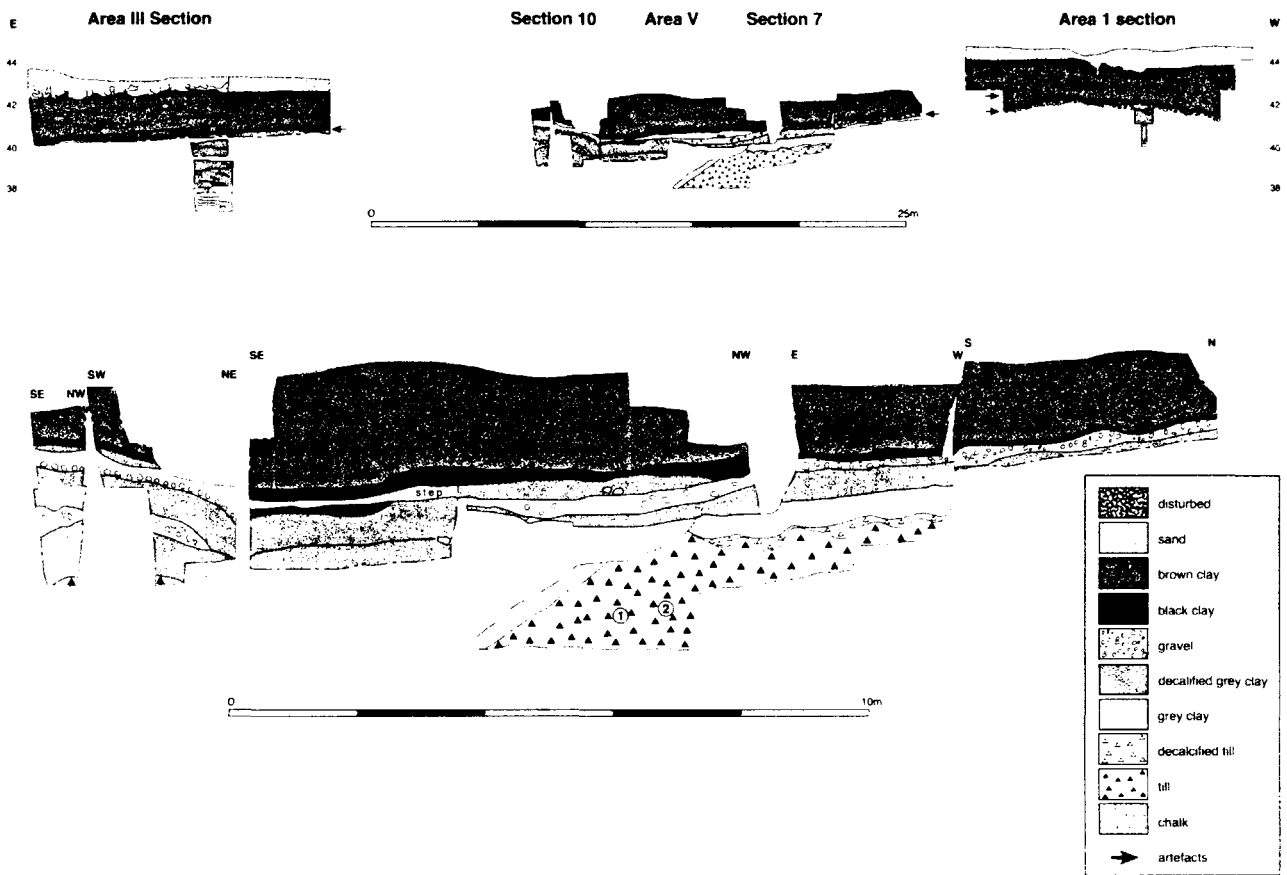 Area III Section
Section 10 Area V Section 7
Area 1 section
E
W
44
42
40
38
44
42
40
38
0 25m
SE NW SW NE
SE NW
E W
S N
step
1 2
0 10m
disturbed
sand
brown clay
black clay
gravel
decalified grey clay
grey clay
decalcified till
till
chalk
artefacts